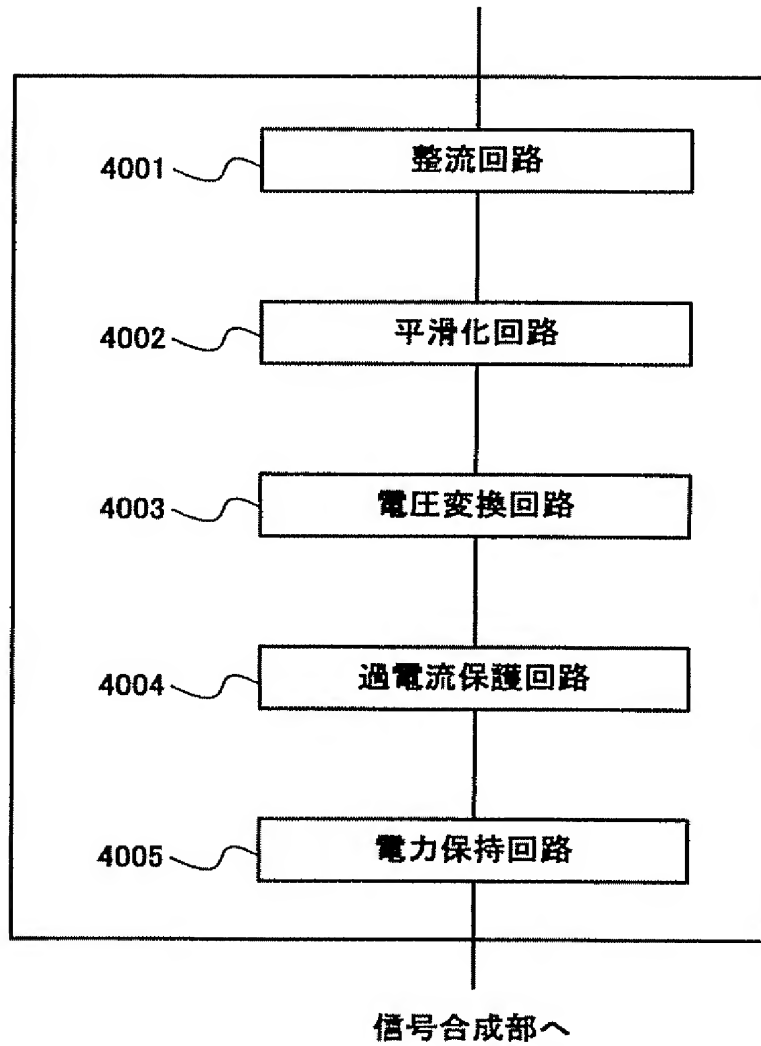 4001 整流回路
4002 平滑化回路
4003 電圧変換回路
4004 過電流保護回路
4005 電力保持回路
信号合成部へ